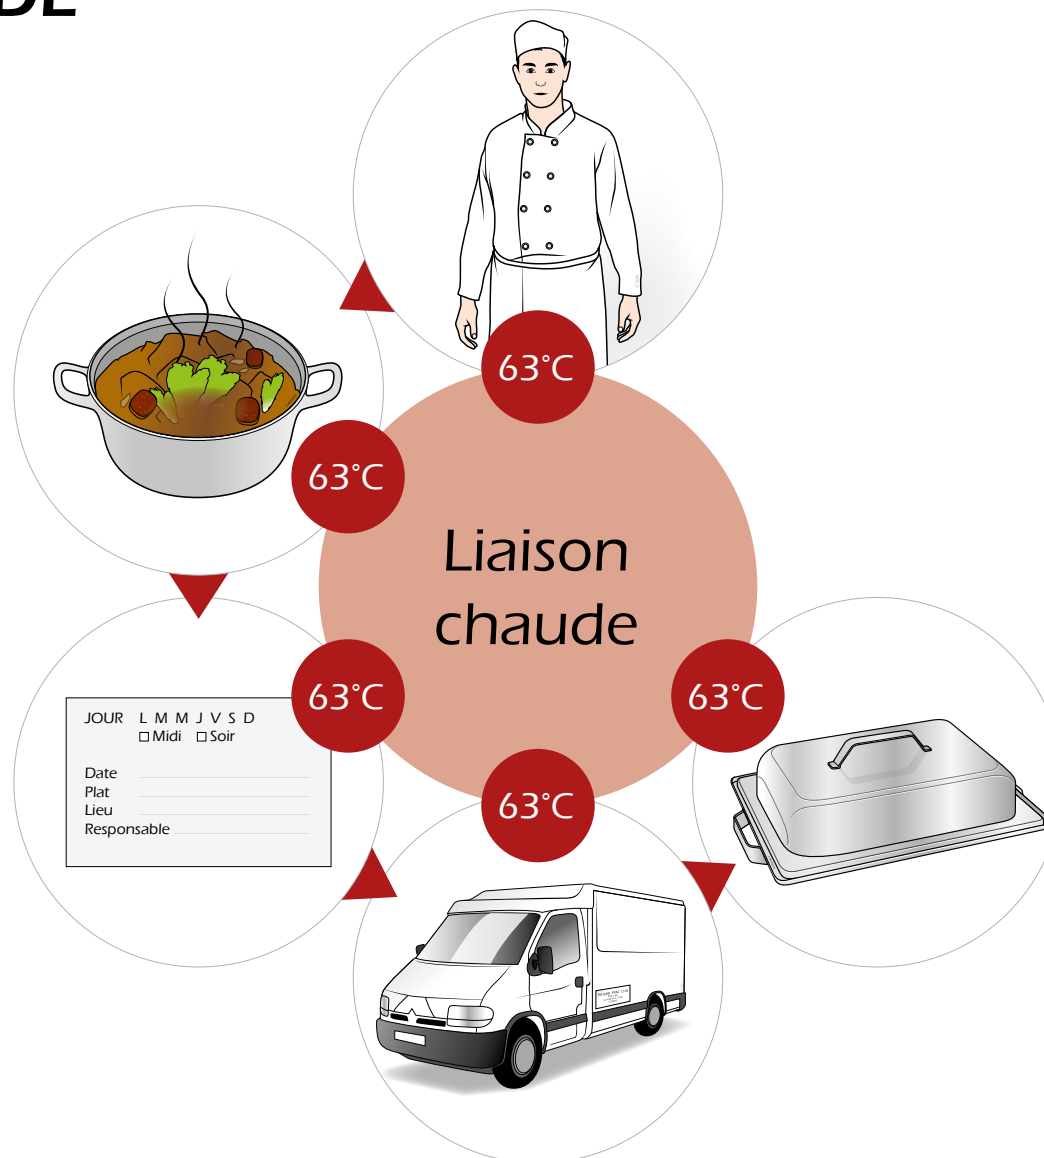 DE
63°C
63°C
Liaison
chaude
63°C
63°C
JOUR L M M J V S D
Midi Soir
Date
Plat
Lieu
Responsable
63°C